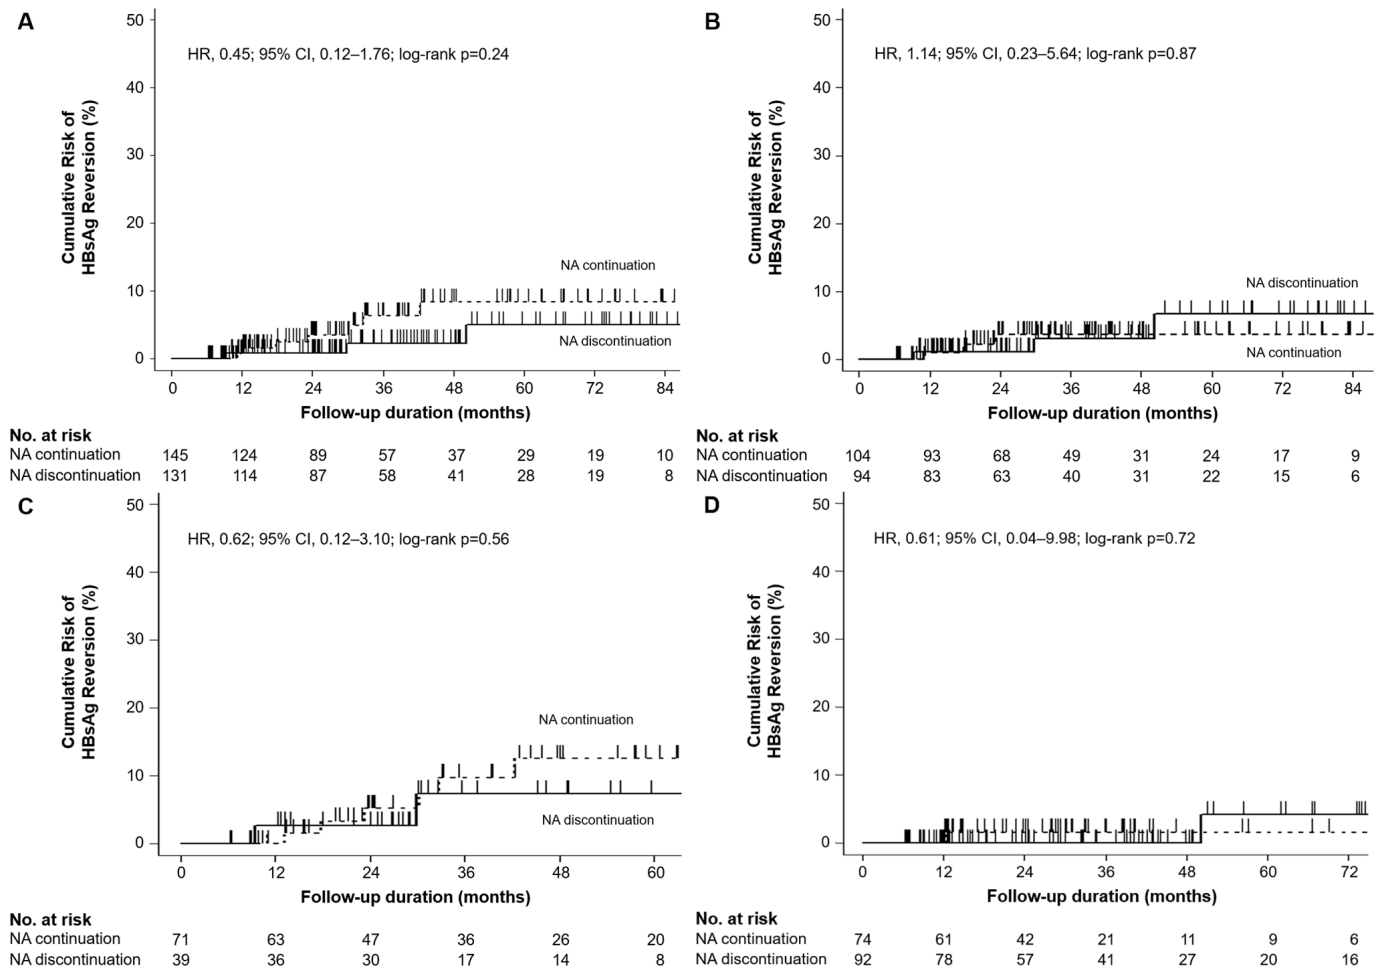 A
50
40
30
20
10
0
Cumulative Risk of
HBsAg Reversion (%)
HR, 0.45; 95% CI, 0.12–1.76; log-rank p=0.24
NA continuation
NA discontinuation
0 12 24 36 48 60 72 84
Follow-up duration (months)
No. at risk
NA continuation 145 124 89 57 37 29 19 10
NA discontinuation 131 114 87 58 41 28 19 8
B
50
40
30
20
10
0
Cumulative Risk of
HBsAg Reversion (%)
HR, 1.14; 95% CI, 0.23–5.64; log-rank p=0.87
NA discontinuation
NA continuation
0 12 24 36 48 60 72 84
Follow-up duration (months)
No. at risk
NA continuation 104 93 68 49 31 24 17 9
NA discontinuation 94 83 63 40 31 22 15 6
C
50
40
30
20
10
0
Cumulative Risk of
HBsAg Reversion (%)
HR, 0.62; 95% CI, 0.12–3.10; log-rank p=0.56
NA continuation
NA discontinuation
0 12 24 36 48 60
Follow-up duration (months)
No. at risk
NA continuation 71 63 47 36 26 20
NA discontinuation 39 36 30 17 14 8
D
50
40
30
20
10
0
Cumulative Risk of
HBsAg Reversion (%)
HR, 0.61; 95% CI, 0.04–9.98; log-rank p=0.72
0 12 24 36 48 60 72
Follow-up duration (months)
No. at risk
NA continuation 74 61 42 21 11 9 6
NA discontinuation 92 78 57 41 27 20 16